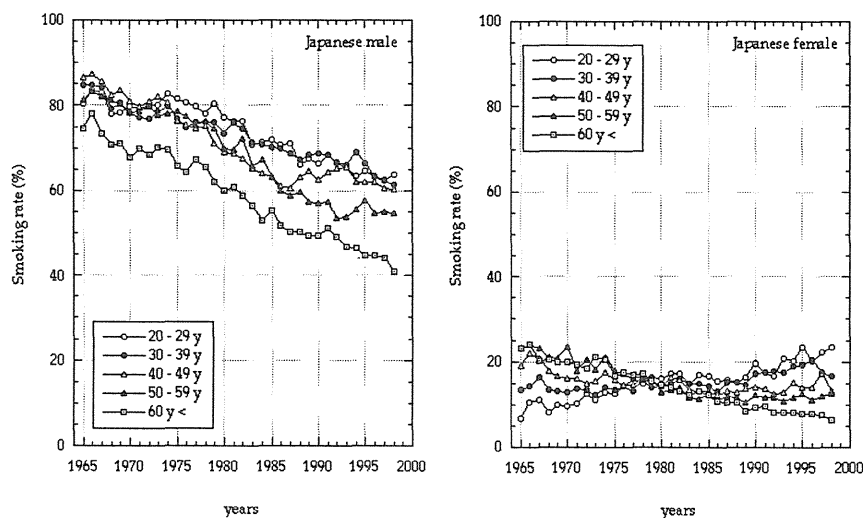 Japanese male
100
80
60
40
20
0
Smoking rate (%)
20 - 29 y
30 - 39 y
40 - 49 y
50 - 59 y
60 y <
1965 1970 1975 1980 1985 1990 1995 2000
years
Japanese female
100
80
60
40
20
0
Smoking rate (%)
20 - 29 y
30 - 39 y
40 - 49 y
50 - 59 y
60 y <
1965 1970 1975 1980 1985 1990 1995 2000
years